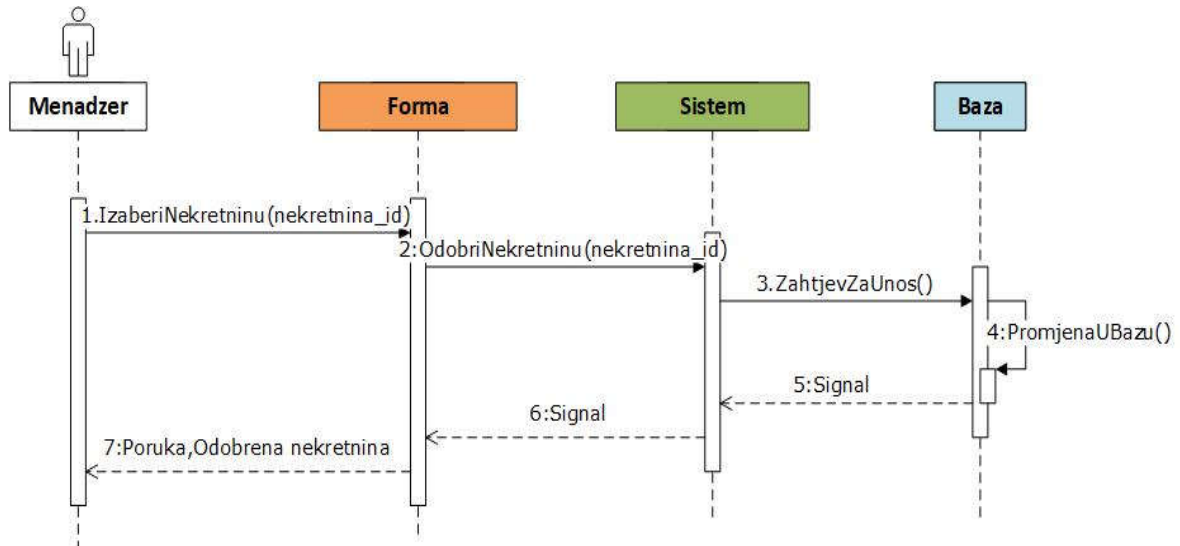 Menadzer
Forma
Sistem
Baza
1.IzaberiNekretninu(nekretnina_id)
2:OdobriNekretninu(nekretnina_id)
3.ZahtjevZaUnos()
4:PromjenaUBazu()
5:Signal
6:Signal
7:Poruka,Odobrena nekretnina